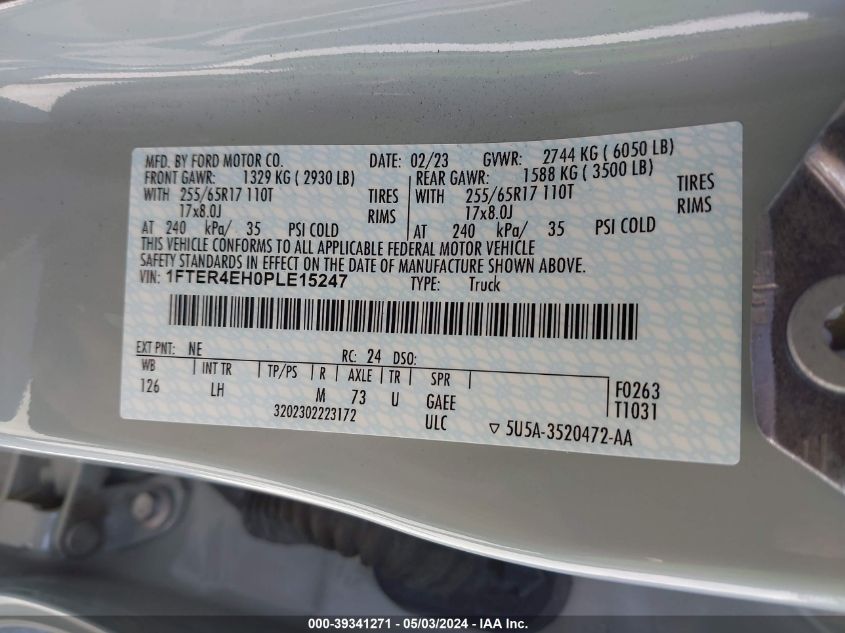 MFD. BY FORD MOTOR CO. DATE: 02/23 GVWR: 2744 KG ( 6050 LB)
FRONT GAWR: 1329 KG ( 2930 LB) REAR GAWR: 1588 KG ( 3500 LB)
WITH 255/65R17 110T TIRES WITH 255/65R17 110T TIRES
17x8.0J RIMS 17x8.0J RIMS
AT 240 kPa/ 35 PSI COLD AT 240 kPa/ 35 PSI COLD
THIS VEHICLE CONFORMS TO ALL APPLICABLE FEDERAL MOTOR VEHICLE
SAFETY STANDARDS IN EFFECT ON THE DATE OF MANUFACTURE SHOWN ABOVE.
VIN: 1FTER4EH0PLE15247 TYPE: Truck
EXT PNT: NE RC: 24 DSO:
WB INT TR TP/PS R AXLE TR SPR F0263
126 LH M 73 U GAEE T1031
3202302223172 ULC ▽ 5U5A-3520472-AA
000-39341271 - 05/03/2024 - IAA Inc.